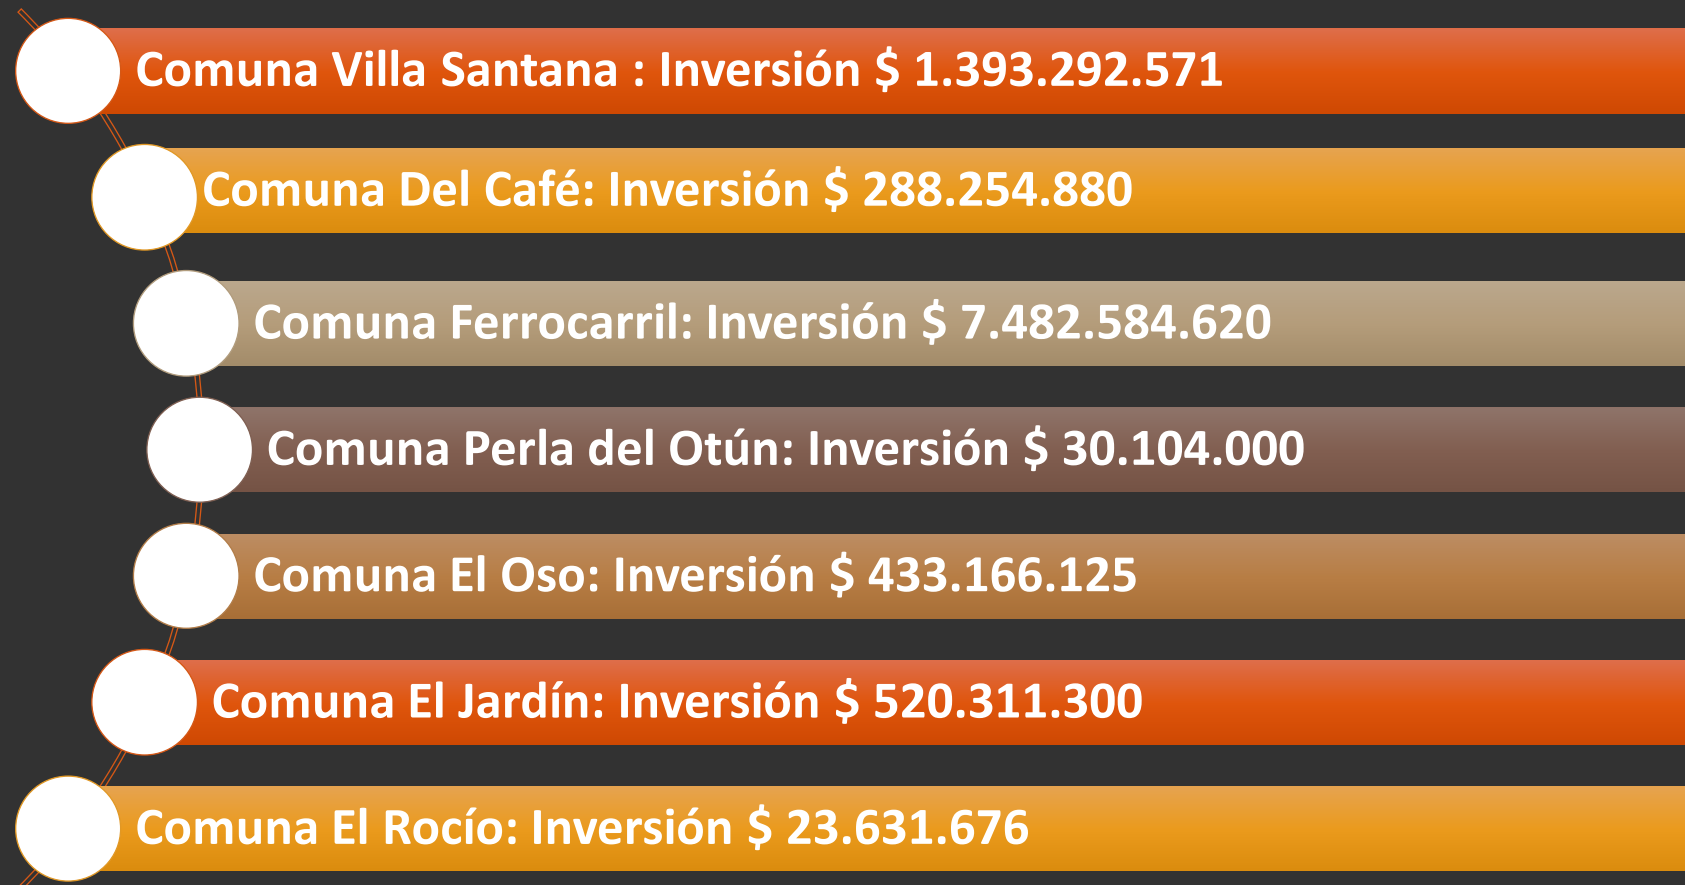 Comuna Villa Santana : Inversión $ 1.393.292.571
Comuna Del Café: Inversión $ 288.254.880
Comuna Ferrocarril: Inversión $ 7.482.584.620
Comuna Perla del Otún: Inversión $ 30.104.000
Comuna El Oso: Inversión $ 433.166.125
Comuna El Jardín: Inversión $ 520.311.300
Comuna El Rocío: Inversión $ 23.631.676